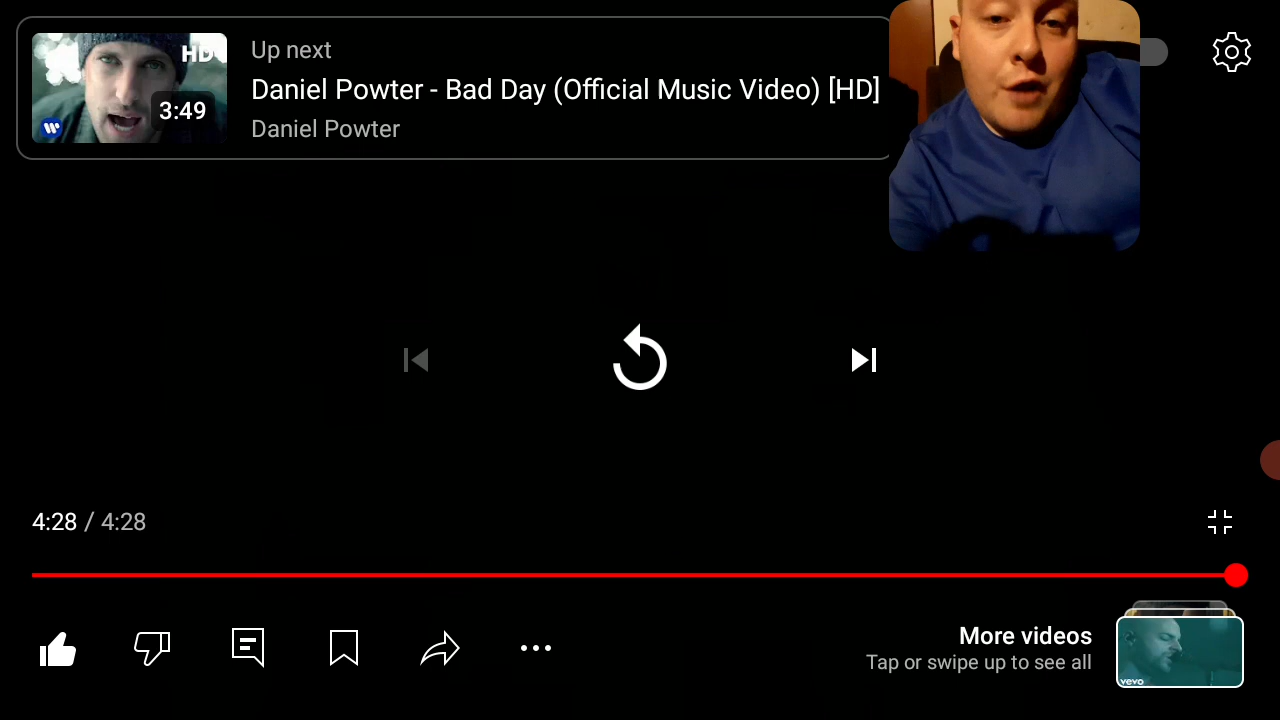 HD
3:49
Up next
Daniel Powter - Bad Day (Official Music Video) [HD]
Daniel Powter
4:28 / 4:28
More videos
Tap or swipe up to see all
vevo